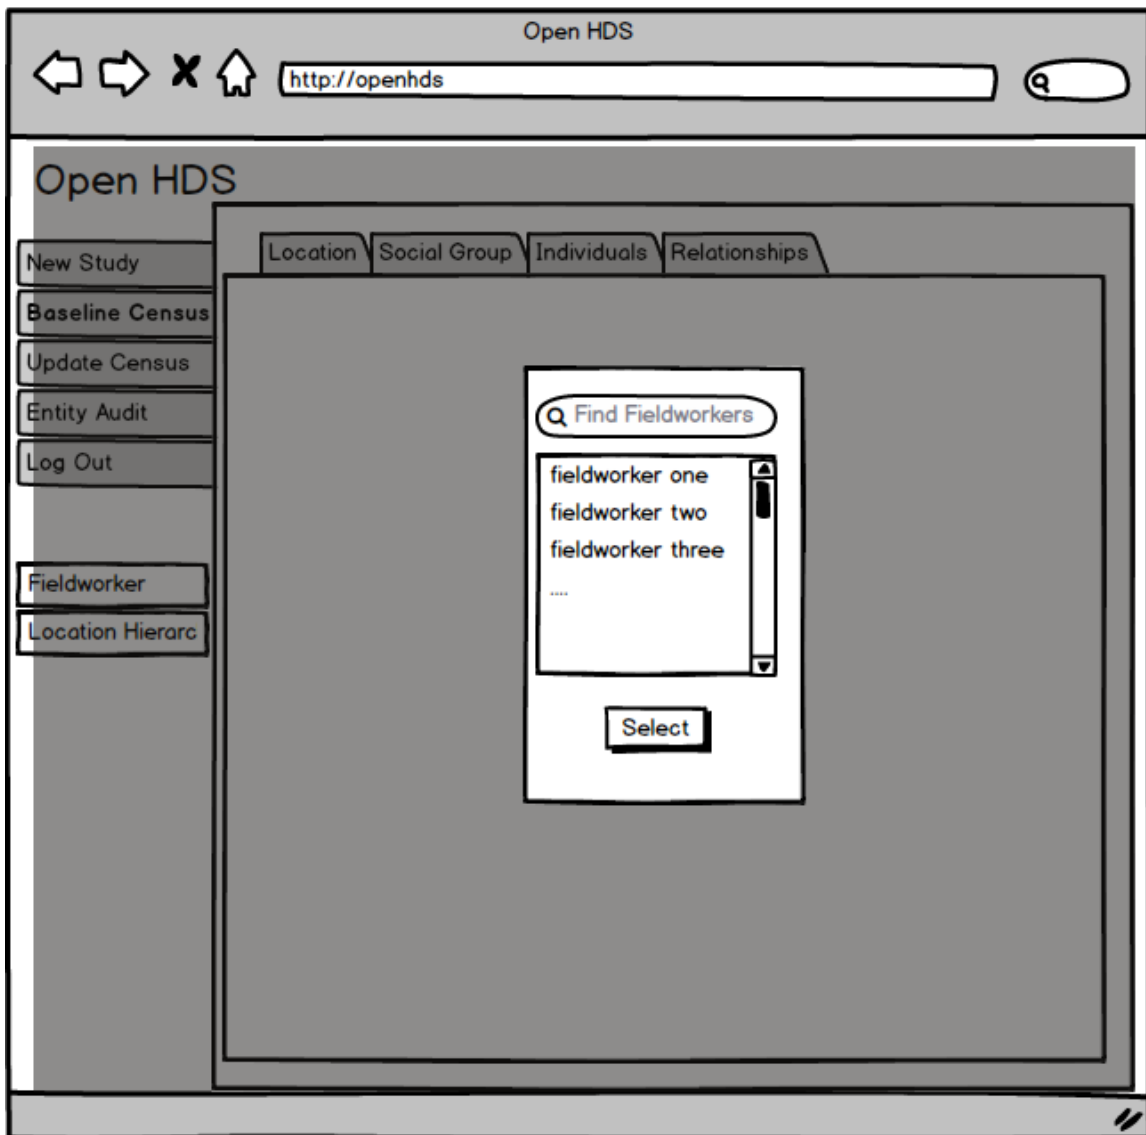 Open HDS
http://openhds
Open HDS
New Study
Baseline Census
Update Census
Entity Audit
Log Out
Fieldworker
Location Hierarc
Location Social Group Individuals Relationships
Find Fieldworkers
fieldworker one
fieldworker two
fieldworker three
....
Select